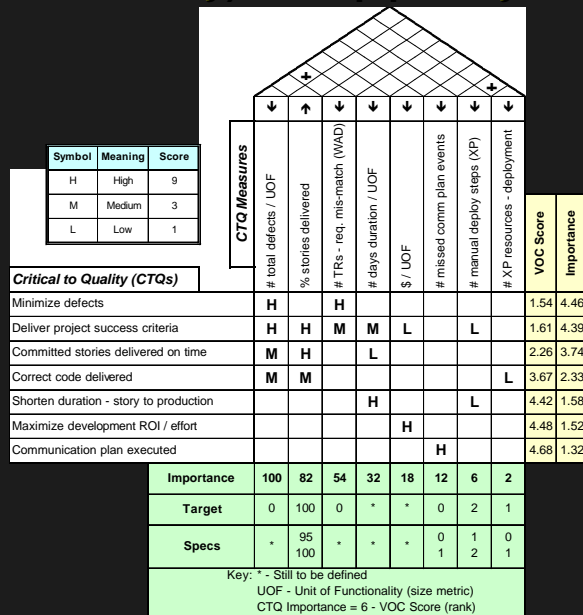 +
+
Symbol Meaning Score
H High 9
M Medium 3
L Low 1
CTQ Measures
# total defects / UOF
% stories delivered
# TRs - req. mis-match (WAD)
# days duration / UOF
$ / UOF
# missed comm plan events
# manual deploy steps (XP)
# XP resources - deployment
VOC Score
Importance
Critical to Quality (CTQs)
Minimize defects H H 1.54 4.46
Deliver project success criteria H H M M L L 1.61 4.39
Committed stories delivered on time M H L 2.26 3.74
Correct code delivered M M L 3.67 2.33
Shorten duration - story to production H L 4.42 1.58
Maximize development ROI / effort H 4.48 1.52
Communication plan executed H 4.68 1.32
Importance 100 82 54 32 18 12 6 2
Target 0 100 0 * * 0 2 1
Specs * 95 100 * * * 0 1 1 2 0 1
Key: * - Still to be defined
UOF - Unit of Functionality (size metric)
CTQ Importance = 6 - VOC Score (rank)